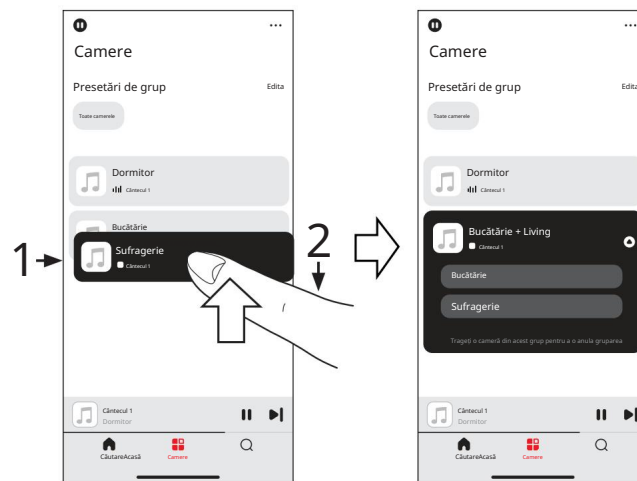 Camere
Presetări de grup
Edita
Toate camerele
Dormitor
Cântecul 1
Bucătărie
Sufragerie
Cântecul 1
1
2
Cântecul 1
Dormitor
CăutareAcasă
Camere
Camere
Presetări de grup
Edita
Toate camerele
Dormitor
Cântecul 1
Bucătărie + Living
Cântecul 1
Bucătărie
Sufragerie
Trageți o cameră din acest grup pentru a o anula gruparea
Cântecul 1
Dormitor
CăutareAcasă
Camere